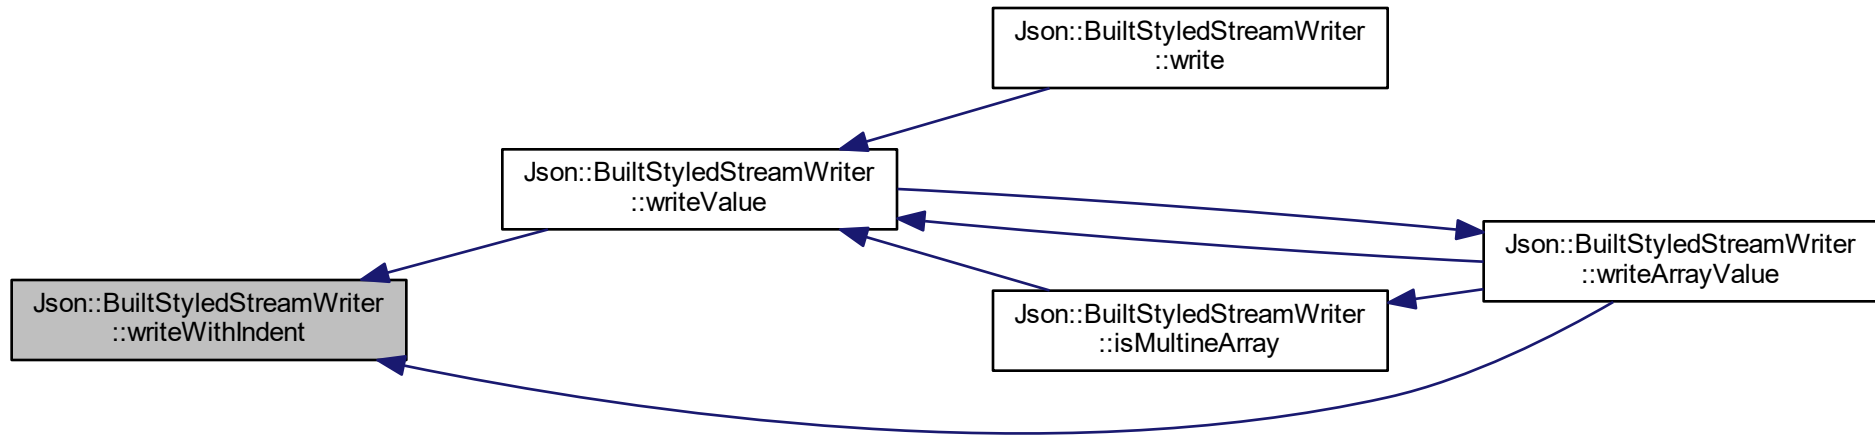 Json::BuiltStyledStreamWriter
::write
Json::BuiltStyledStreamWriter
::writeValue
Json::BuiltStyledStreamWriter
::writeArrayValue
Json::BuiltStyledStreamWriter
::writeWithIndent
Json::BuiltStyledStreamWriter
::isMultineArray